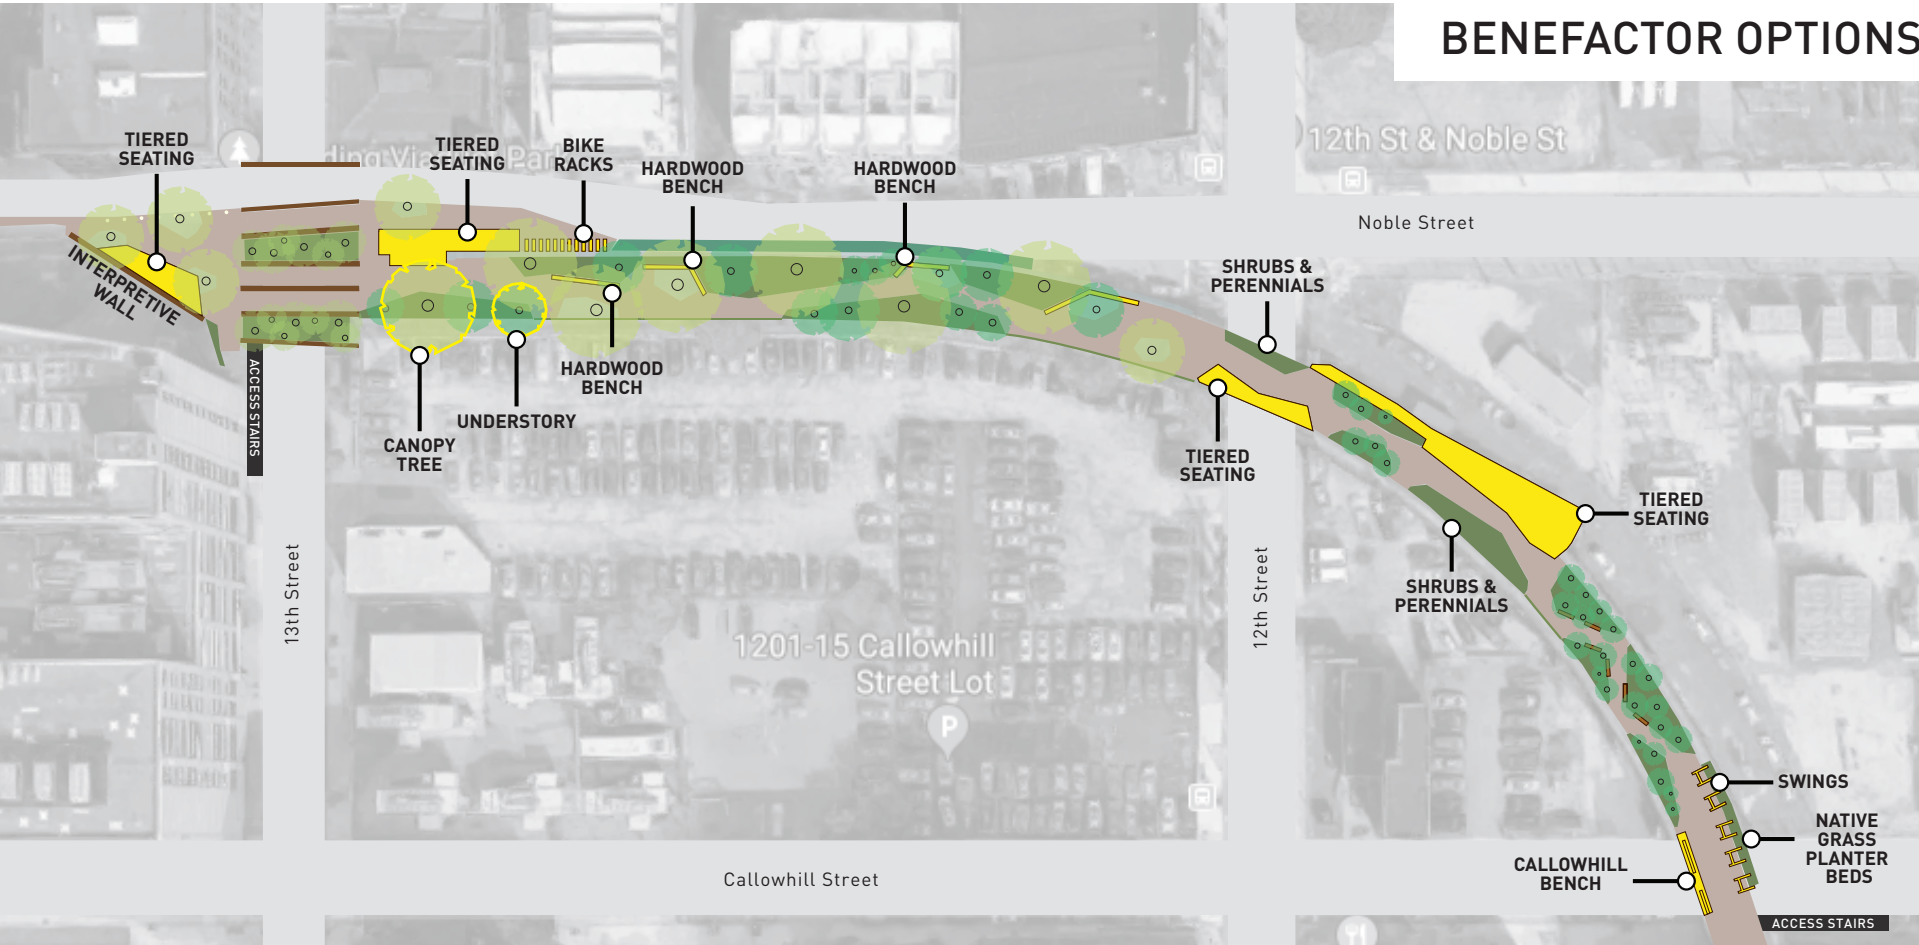 BENEFACTOR OPTIONS
12th St & Noble St
TIERED
SEATING
TIERED
SEATING
BIKE
RACKS
HARDWOOD
BENCH
HARDWOOD
BENCH
Noble Street
INTERPRETIVE
WALL
SHRUBS &
PERENNIALS
ACCESS STAIRS
HARDWOOD
BENCH
UNDERSTORY
CANOPY
TREE
TIERED
SEATING
TIERED
SEATING
SHRUBS &
PERENNIALS
13th Street
12th Street
1201-15 Callowhill
Street Lot
P
SWINGS
NATIVE
GRASS
PLANTER
BEDS
CALLOWHILL
BENCH
Callowhill Street
ACCESS STAIRS